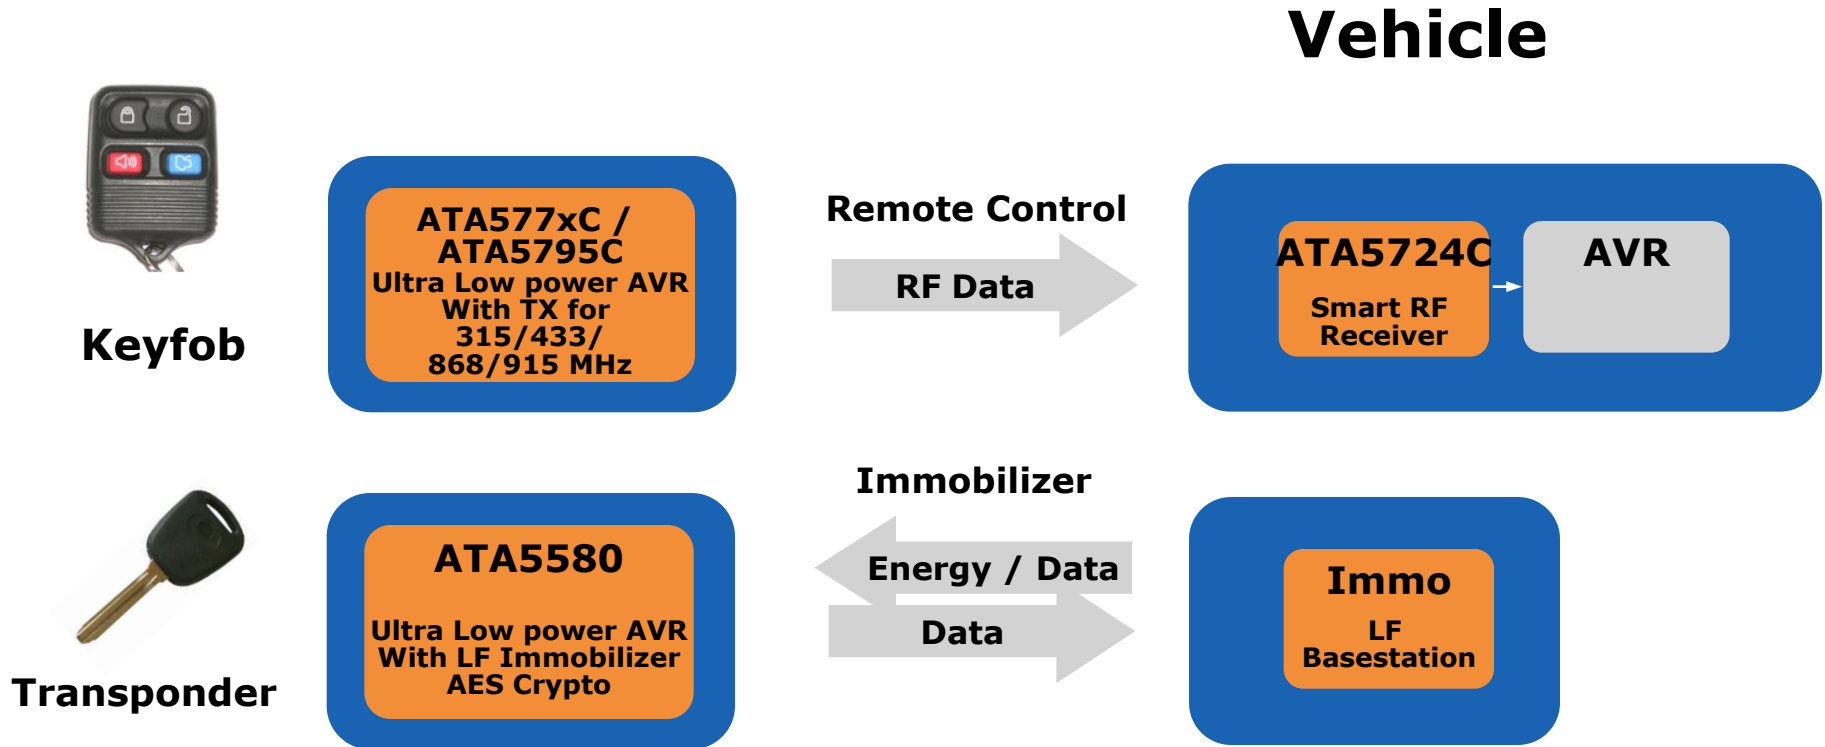 Vehicle
Keyfob
ATA577xC /
ATA5795C
Ultra Low power AVR
With TX for
315/433/
868/915 MHz
Remote Control
RF Data
ATA5724C
Smart RF
Receiver
AVR
Transponder
ATA5580
Ultra Low power AVR
With LF Immobilizer
AES Crypto
Immobilizer
Energy / Data
Data
Immo
LF
Basestation